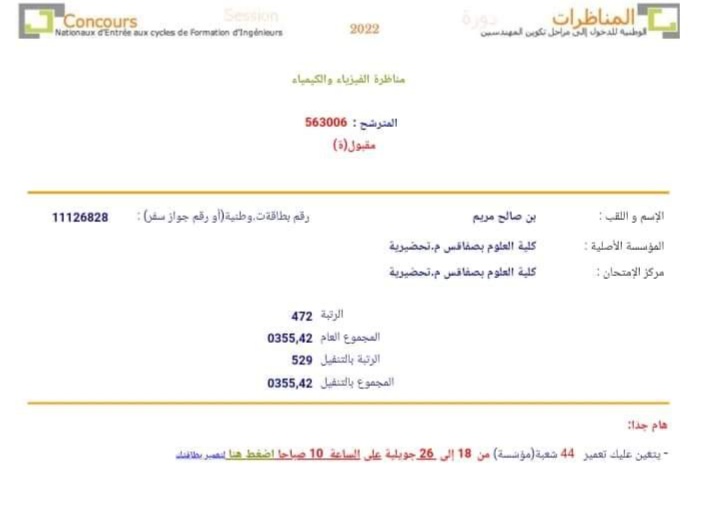 Concours Session 2022 دورة المناظرات
Nationaux d'Entrée aux cycles de Formation d'Ingénieurs الوطنية للدخول إلى مراحل تكوين المهندسين
مناظرة الفيزياء والكيمياء
المترشح : 563006
مقبول(ة)
الإسم و اللقب : بن صالح مريم رقم بطاقةت.وطنية(أو رقم جواز سفر) : 11126828
المؤسسة الأصلية : كلية العلوم بصفاقس م.تحضيرية
مركز الإمتحان : كلية العلوم بصفاقس م.تحضيرية
الرتبة 472
المجموع العام 0355,42
الرتبة بالتنفيل 529
المجموع بالتنفيل 0355,42
هام جدا:
- يتعين عليك تعمير 44 شعبة(مؤسسة) من 18 إلى 26 جويلية على الساعة 10 صباحا اضغط هنا لتعمير بطاقتك